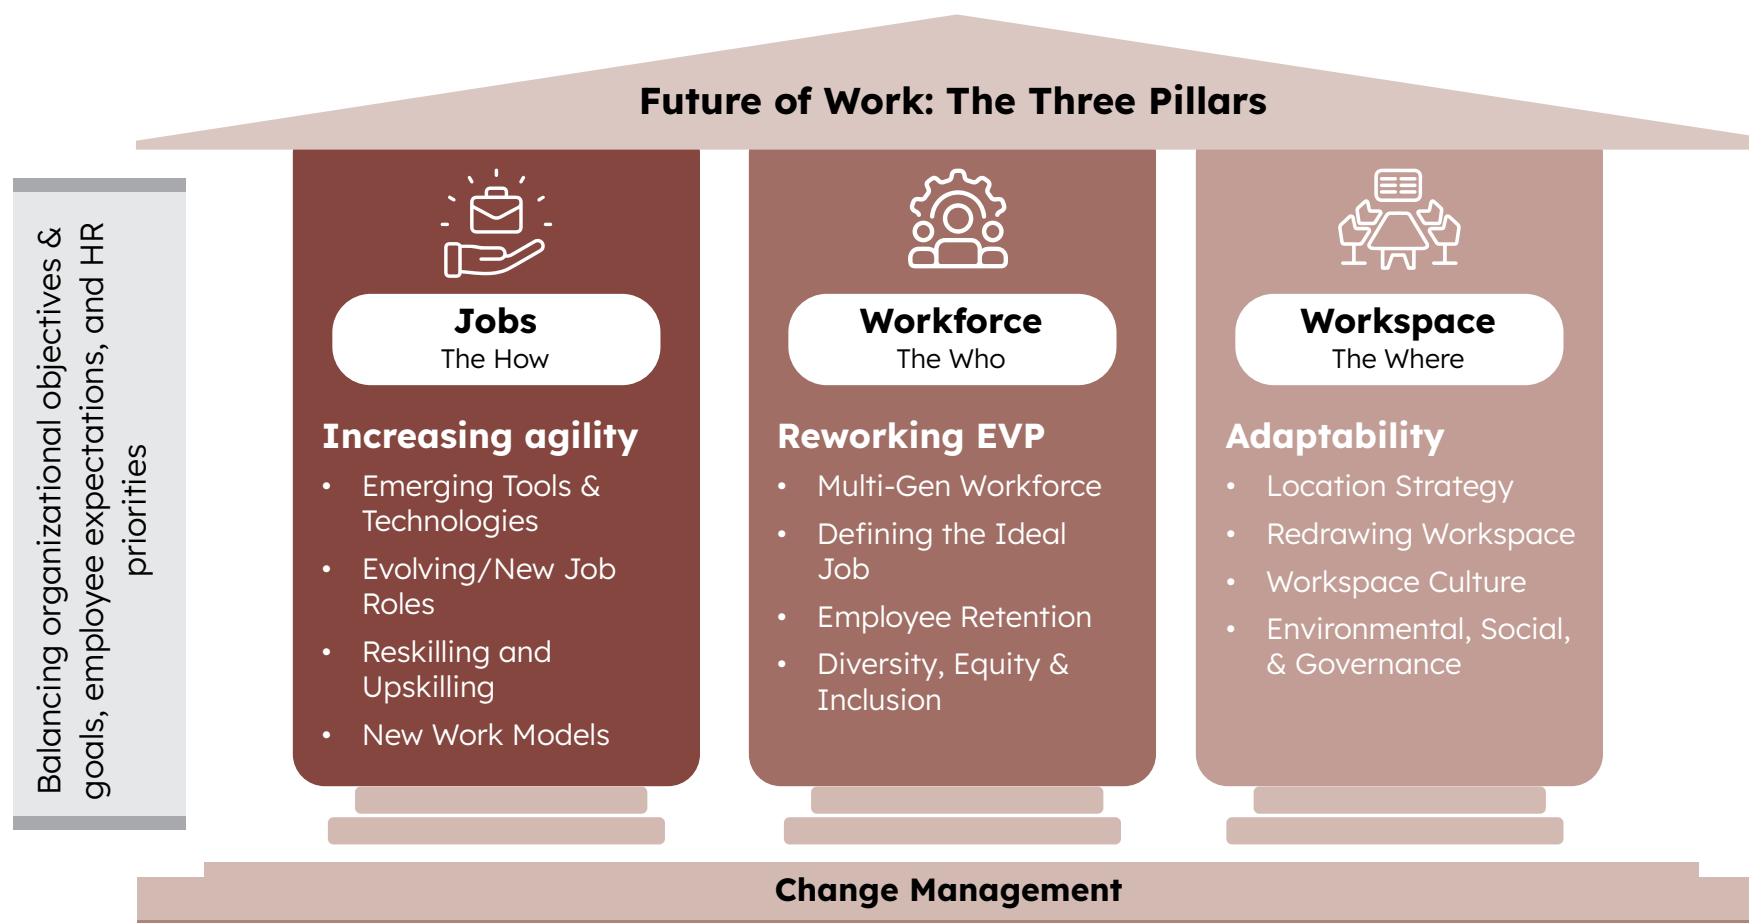 Future of Work: The Three Pillars
Balancing organizational objectives &
goals, employee expectations, and HR
priorities
Jobs
The How
Increasing agility
• Emerging Tools &
Technologies
• Evolving/New Job
Roles
• Reskilling and
Upskilling
• New Work Models
Workforce
The Who
Reworking EVP
• Multi-Gen Workforce
• Defining the Ideal
Job
• Employee Retention
• Diversity, Equity &
Inclusion
Workspace
The Where
Adaptability
• Location Strategy
• Redrawing Workspace
• Workspace Culture
• Environmental, Social,
& Governance
Change Management